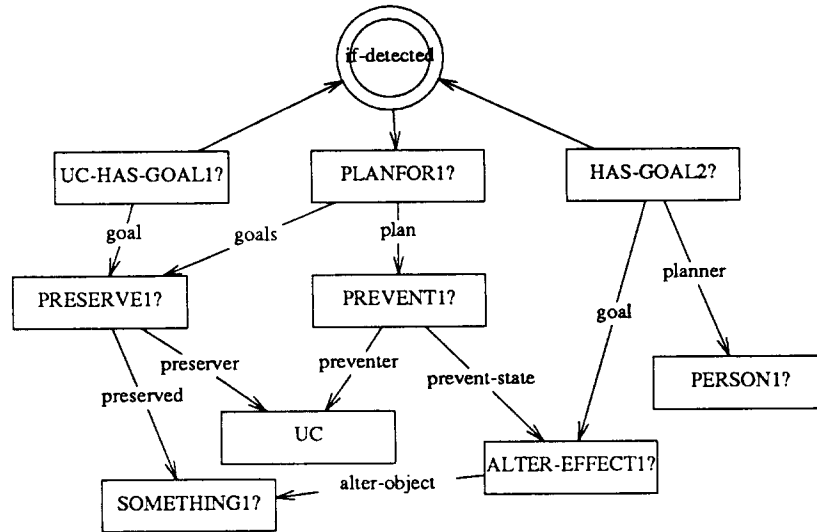 if-detected
UC-HAS-GOAL1?
PLANFOR1?
HAS-GOAL2?
goal
goals
plan
planner
PRESERVE1?
PREVENT1?
goal
preserver
preventer
prevent-state
preserved
PERSON1?
UC
ALTER-EFFECT1?
alter-object
SOMETHING1?